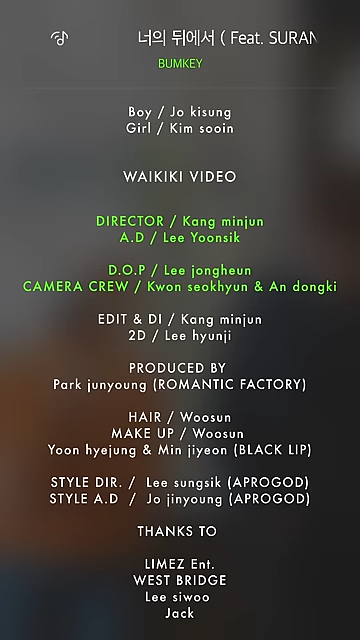 너의 뒤에서 ( Feat. SURAN
BUMKEY
Boy / Jo kisung
Girl / Kim sooin
WAIKIKI VIDEO
DIRECTOR / Kang minjun
A.D / Lee Yoonsik
D.O.P / Lee jongheun
CAMERA CREW / Kwon seokhyun & An dongki
EDIT & DI / Kang minjun
2D / Lee hyunji
PRODUCED BY
Park junyoung (ROMANTIC FACTORY)
HAIR / Woosun
MAKE UP / Woosun
Yoon hyejung & Min jiyeon (BLACK LIP)
STYLE DIR. / Lee sungsik (APROGOD)
STYLE A.D / Jo jinyoung (APROGOD)
THANKS TO
LIMEZ Ent.
WEST BRIDGE
Lee siwoo
Jack